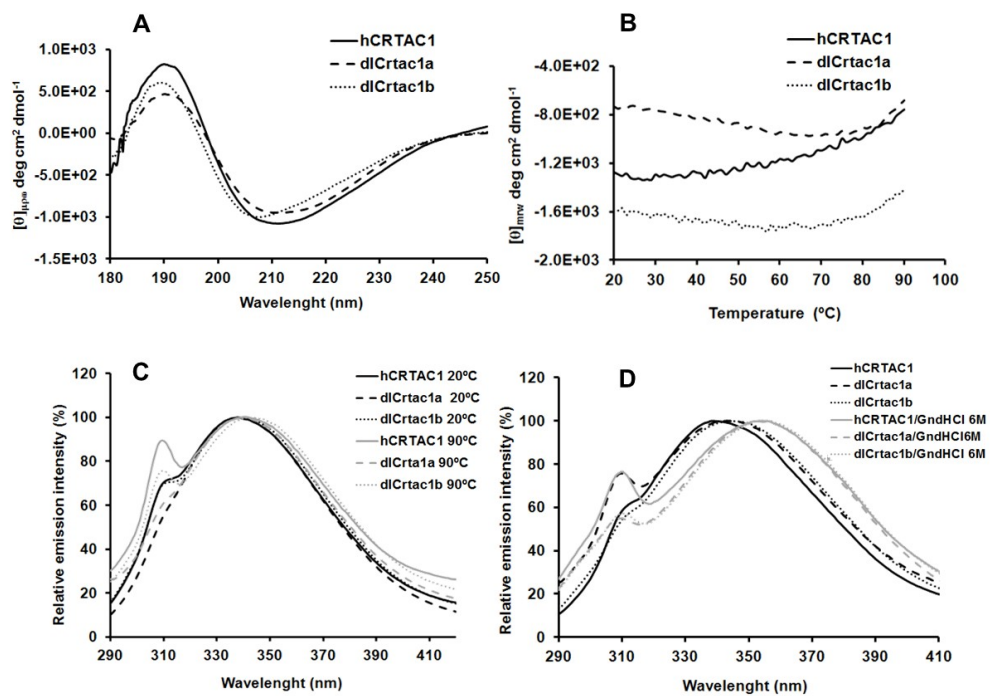 A
hCRTAC1
dlCrtac1a
dlCrtac1b
1.0E+03
5.0E+02
0.0E+00
-5.0E+02
-1.0E+03
-1.5E+03
deg cm2 dmol-1
180 190 200 210 220 230 240 250
Wavelenght (nm)
B
hCRTAC1
dlCrtac1a
dlCrtac1b
-4.0E+02
-8.0E+02
-1.2E+03
-1.6E+03
-2.0E+03
[θ]mrw deg cm2 dmol-1
20 30 40 50 60 70 80 90 100
Temperature (ºC)
C
hCRTAC1 20ºC
dlCrtac1a 20ºC
dlCrtac1b 20ºC
hCRTAC1 90ºC
dlCrta1a 90ºC
dlCrtac1b 90ºC
120
100
80
60
40
20
0
Relative emission intensity (%)
290 310 330 350 370 390 410
Wavelenght (nm)
D
hCRTAC1
dlCrtac1a
dlCrtac1b
hCRTAC1/GndHCl 6M
dlCrtac1a/GndHCl6M
dlCrtac1b/GndHCl 6M
120
100
80
60
40
20
0
Relative emission intensity (%)
290 310 330 350 370 390 410
Wavelenght (nm)